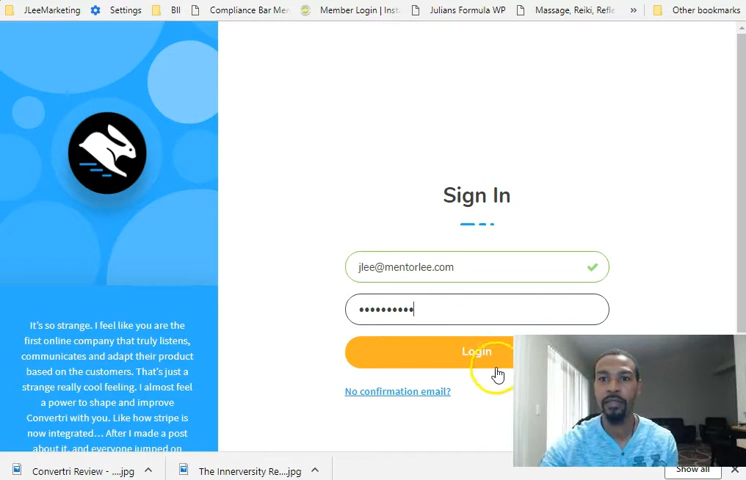 JLeeMarketing Settings BII Compliance Bar Mem Member Login | Inst Julians Formula WP Massage, Reiki, Refle » Other bookmarks
Sign In
jlee@mentorlee.com
••••••••••
Login
No confirmation email?
It's so strange. I feel like you are the
first online company that truly listens,
communicates and adapt their product
based on the customers. That's just a
strange really cool feeling. I almost feel
a power to shape and improve
Convertri with you. Like how stripe is
now integrated... After I made a post
about it, and everyone jumped on
Convertri Review - ....jpg The Innerversity Re....jpg Show all